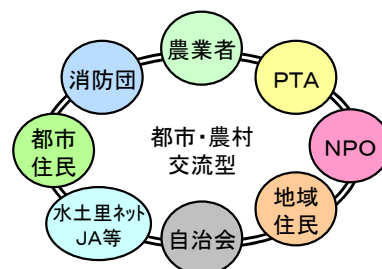 農業者
消防団
PTA
都市
住民
都市・農村
交流型
NPO
水土里ネット
JA等
地域
住民
自治会